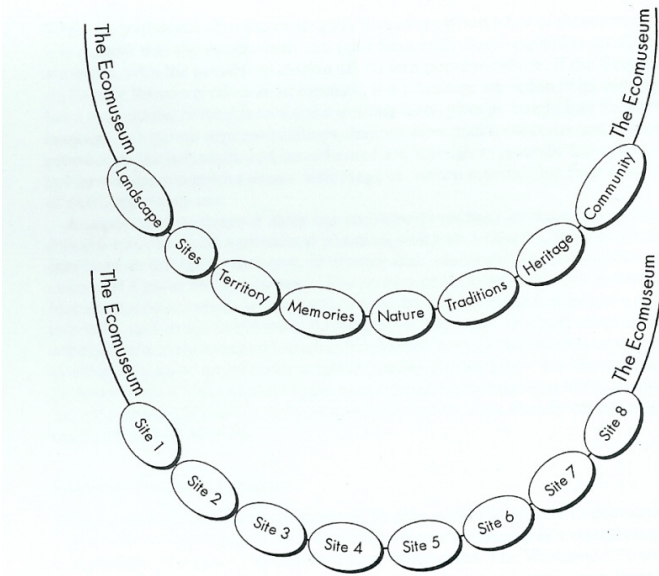 The Ecomuseum
Landscape
Sites
Territory
Memories
Nature
Traditions
Heritage
Community
The Ecomuseum
The Ecomuseum
Site 1
Site 2
Site 3
Site 4
Site 5
Site 6
Site 7
Site 8
The Ecomuseum